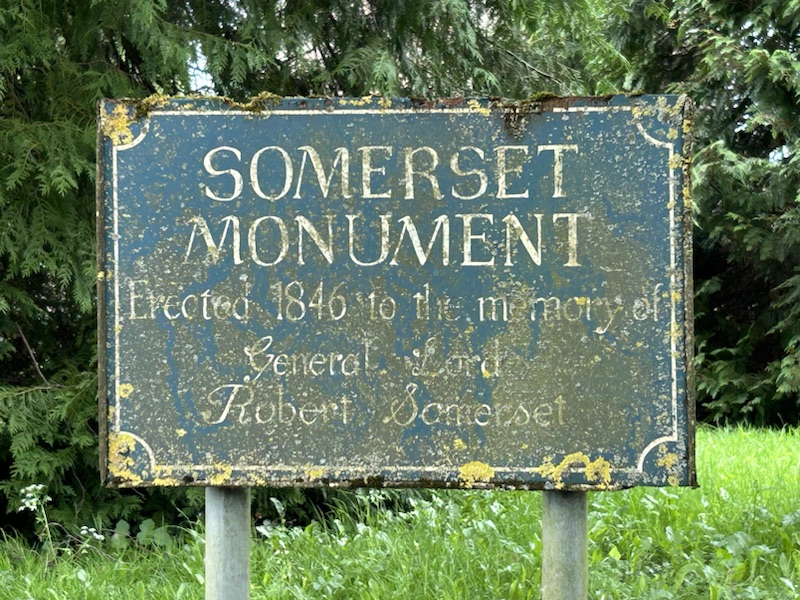 SOMERSET
MONUMENT
Erected 1846 to the memory of
General Lord
Robert Somerset